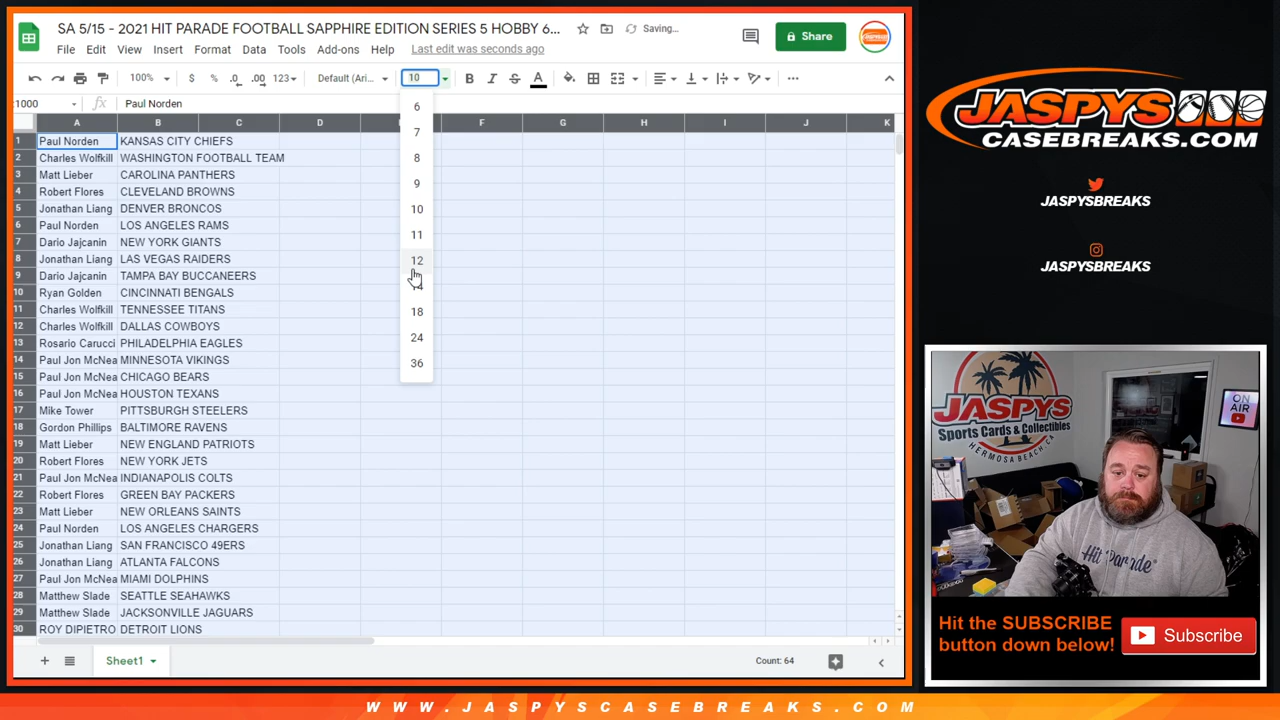 SA 5/15 - 2021 HIT PARADE FOOTBALL SAPPHIRE EDITION SERIES 5 HOBBY 6...
Saving...
Share
File Edit View Insert Format Data Tools Add-ons Help Last edit was seconds ago
100% $ % .0 .00 123 Default (Ari... 10 B I S A
:1000 fx Paul Norden
A B C D F G H I J K
1 Paul Norden KANSAS CITY CHIEFS
2 Charles Wolfkill WASHINGTON FOOTBALL TEAM
3 Matt Lieber CAROLINA PANTHERS
4 Robert Flores CLEVELAND BROWNS
5 Jonathan Liang DENVER BRONCOS
6 Paul Norden LOS ANGELES RAMS
7 Dario Jajcanin NEW YORK GIANTS
8 Jonathan Liang LAS VEGAS RAIDERS
9 Dario Jajcanin TAMPA BAY BUCCANEERS
10 Ryan Golden CINCINNATI BENGALS
11 Charles Wolfkill TENNESSEE TITANS
12 Charles Wolfkill DALLAS COWBOYS
13 Rosario Carucci PHILADELPHIA EAGLES
14 Paul Jon McNea MINNESOTA VIKINGS
15 Paul Jon McNea CHICAGO BEARS
16 Paul Jon McNea HOUSTON TEXANS
17 Mike Tower PITTSBURGH STEELERS
18 Gordon Phillips BALTIMORE RAVENS
19 Matt Lieber NEW ENGLAND PATRIOTS
20 Robert Flores NEW YORK JETS
21 Paul Jon McNea INDIANAPOLIS COLTS
22 Robert Flores GREEN BAY PACKERS
23 Matt Lieber NEW ORLEANS SAINTS
24 Paul Norden LOS ANGELES CHARGERS
25 Jonathan Liang SAN FRANCISCO 49ERS
26 Jonathan Liang ATLANTA FALCONS
27 Paul Jon McNea MIAMI DOLPHINS
28 Matthew Slade SEATTLE SEAHAWKS
29 Matthew Slade JACKSONVILLE JAGUARS
30 ROY DIPIETRO DETROIT LIONS
6
7
8
9
10
11
12
18
24
36
Sheet1
Count: 64
JASPYS
CASEBREAKS.COM
JASPYSBREAKS
JASPYSBREAKS
JASPYS
Sports Cards & Collectibles
HERMOSA BEACH, CA
ON
AIR
Hit Parade
Hit the SUBSCRIBE
button down below!
Subscribe
WWW.JASPYSCASEBREAKS.COM